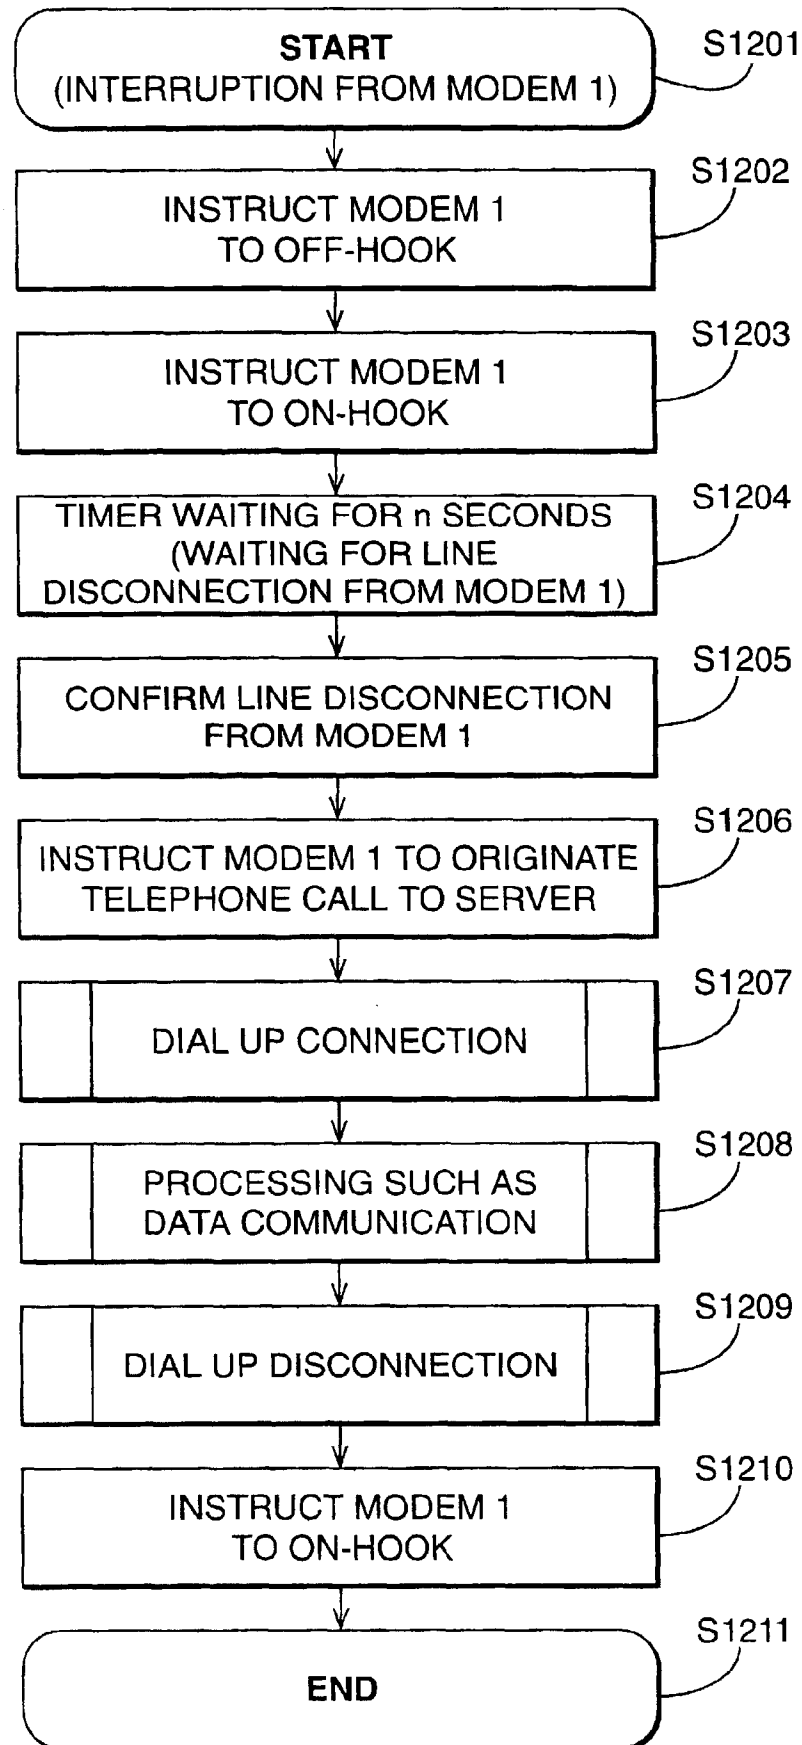 START
(INTERRUPTION FROM MODEM 1)
S1201
INSTRUCT MODEM 1
TO OFF-HOOK
S1202
INSTRUCT MODEM 1
TO ON-HOOK
S1203
TIMER WAITING FOR n SECONDS
(WAITING FOR LINE
DISCONNECTION FROM MODEM 1)
S1204
CONFIRM LINE DISCONNECTION
FROM MODEM 1
S1205
INSTRUCT MODEM 1 TO ORIGINATE
TELEPHONE CALL TO SERVER
S1206
DIAL UP CONNECTION
S1207
PROCESSING SUCH AS
DATA COMMUNICATION
S1208
DIAL UP DISCONNECTION
S1209
INSTRUCT MODEM 1
TO ON-HOOK
S1210
END
S1211